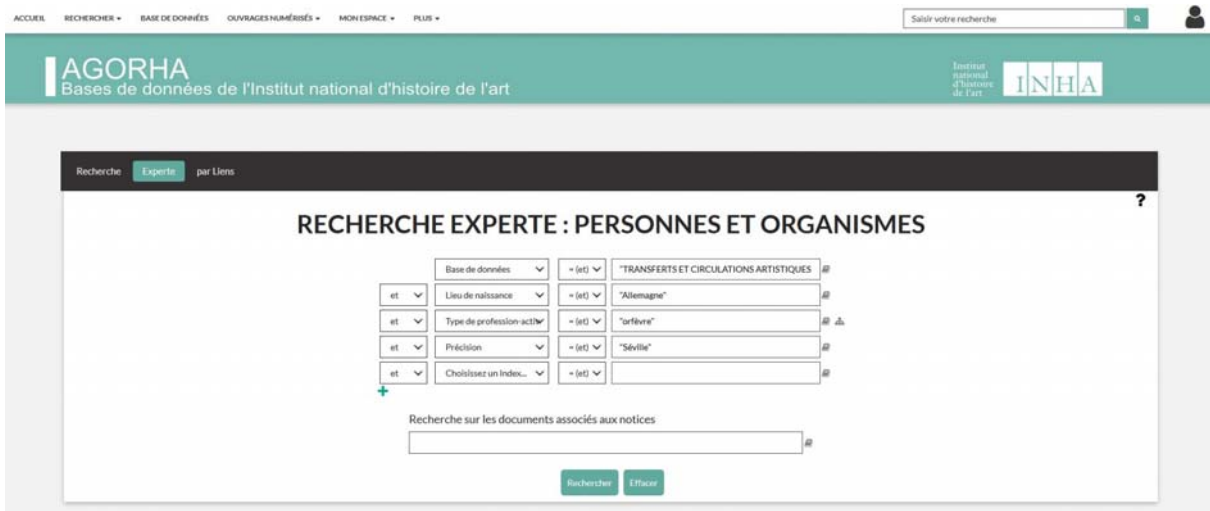 ACCUEIL RECHERCHER BASE DE DONNÉES OUVRAGES NUMÉRISÉS MON ESPACE PLUS Saisir votre recherche
AGORHA
Bases de données de l'Institut national d'histoire de l'art
Institut
national
d'histoire
de l'art
INHA
Recherche Experte par Liens
?
RECHERCHE EXPERTE : PERSONNES ET ORGANISMES
Base de données = (et) "TRANSFERTS ET CIRCULATIONS ARTISTIQUES
et Lieu de naissance = (et) "Allemagne"
et Type de profession-activ = (et) "orfèvre"
et Précision = (et) "Séville"
et Choisissez un index... = (et)
+
Recherche sur les documents associés aux notices
Rechercher Effacer